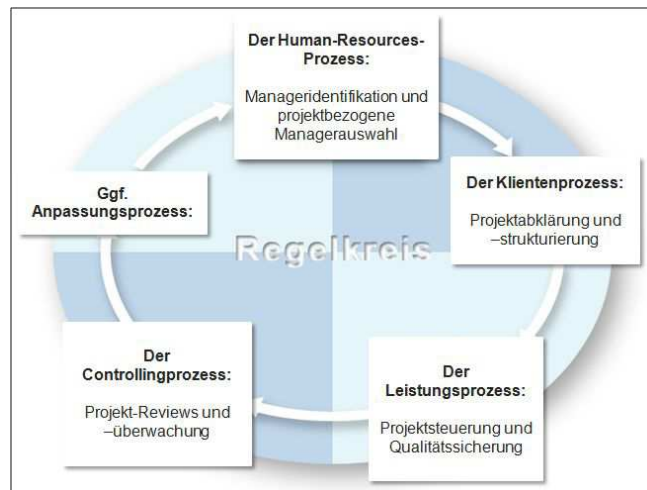 Der Human-Resources-
Prozess:
Manageridentifikation und
projektbezogene
Managerauswahl
Der Klientenprozess:
Projektabklärung und
–strukturierung
Der
Leistungsprozess:
Projektsteuerung und
Qualitätssicherung
Der
Controllingprozess:
Projekt-Reviews und
–überwachung
Ggf.
Anpassungsprozess:
Regelkreis